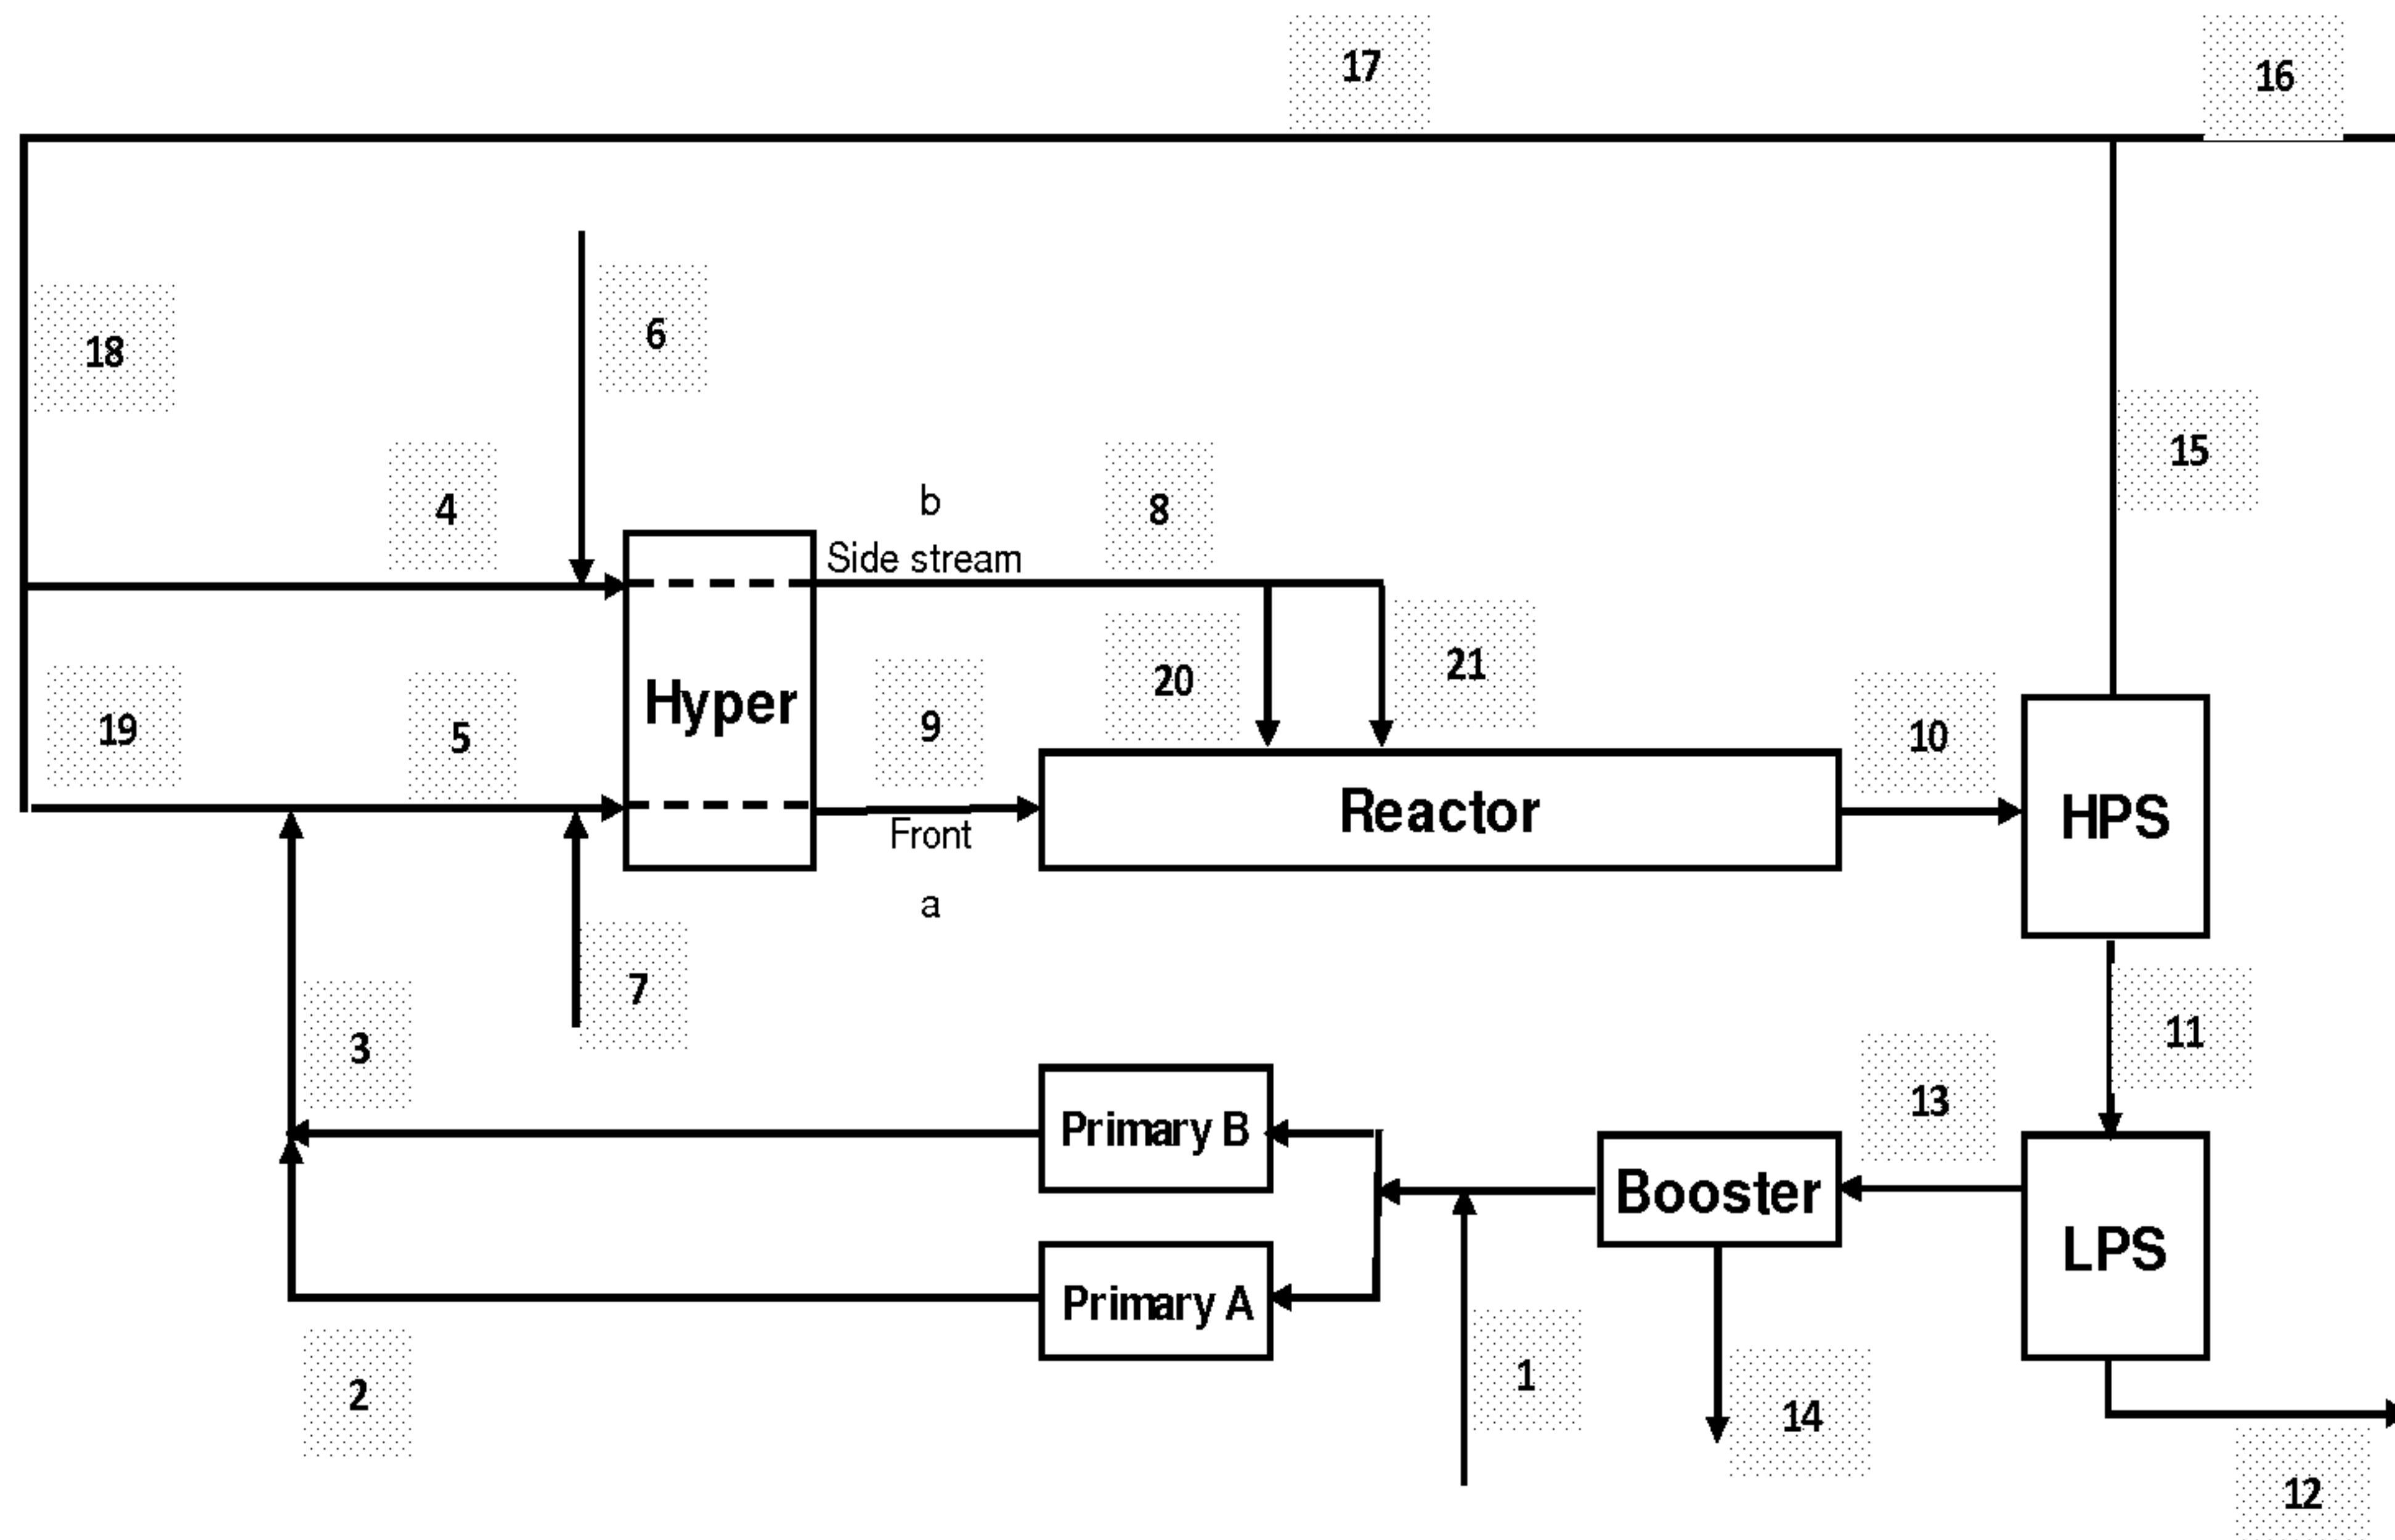 17
16
18
6
15
4
b
8
Side stream
19
5
Hyper
9
20
21
10
Reactor
HPS
Front
a
7
3
11
13
Primary B
Booster
LPS
Primary A
2
1
14
12